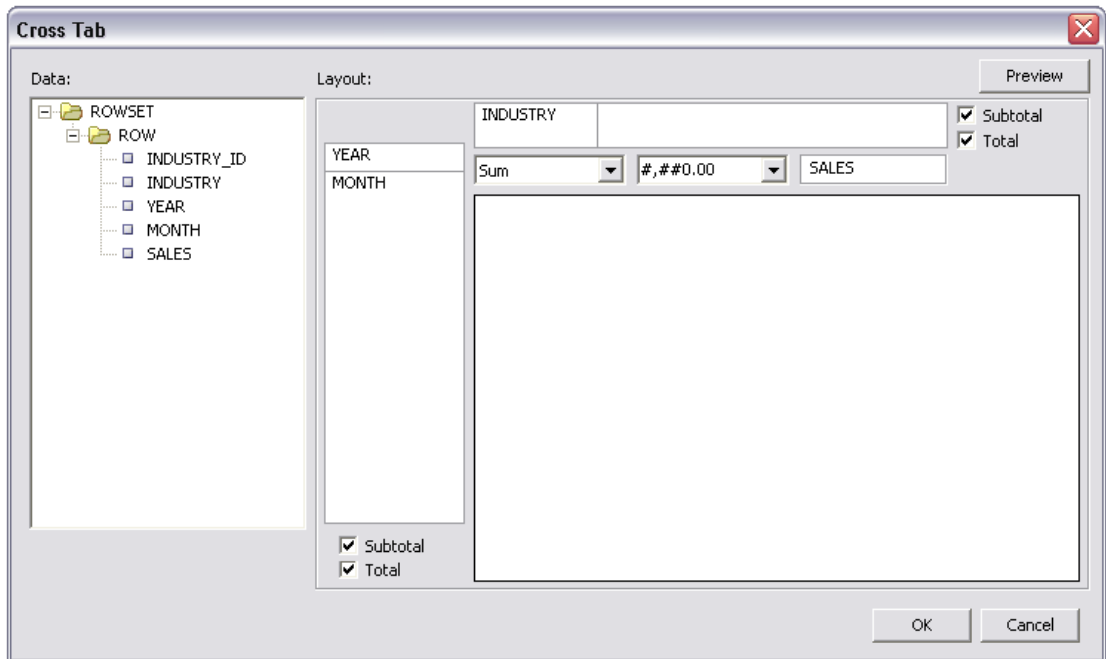 Cross Tab
Data:
Layout:
Preview
ROWSET
ROW
INDUSTRY_ID
INDUSTRY
YEAR
MONTH
SALES
INDUSTRY
Subtotal
Total
YEAR
MONTH
Sum
#,##0.00
SALES
Subtotal
Total
OK
Cancel